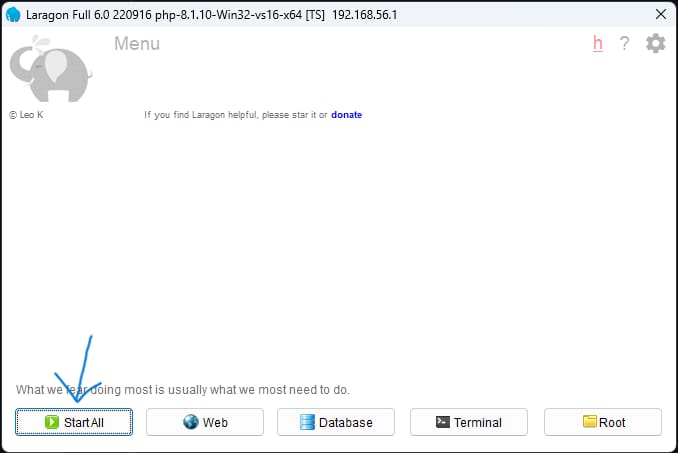 Laragon Full 6.0 220916 php-8.1.10-Win32-vs16-x64 [TS] 192.168.56.1
Menu
h ?
© Leo K
If you find Laragon helpful, please star it or donate
What we fear doing most is usually what we most need to do.
Start All
Web
Database
Terminal
Root